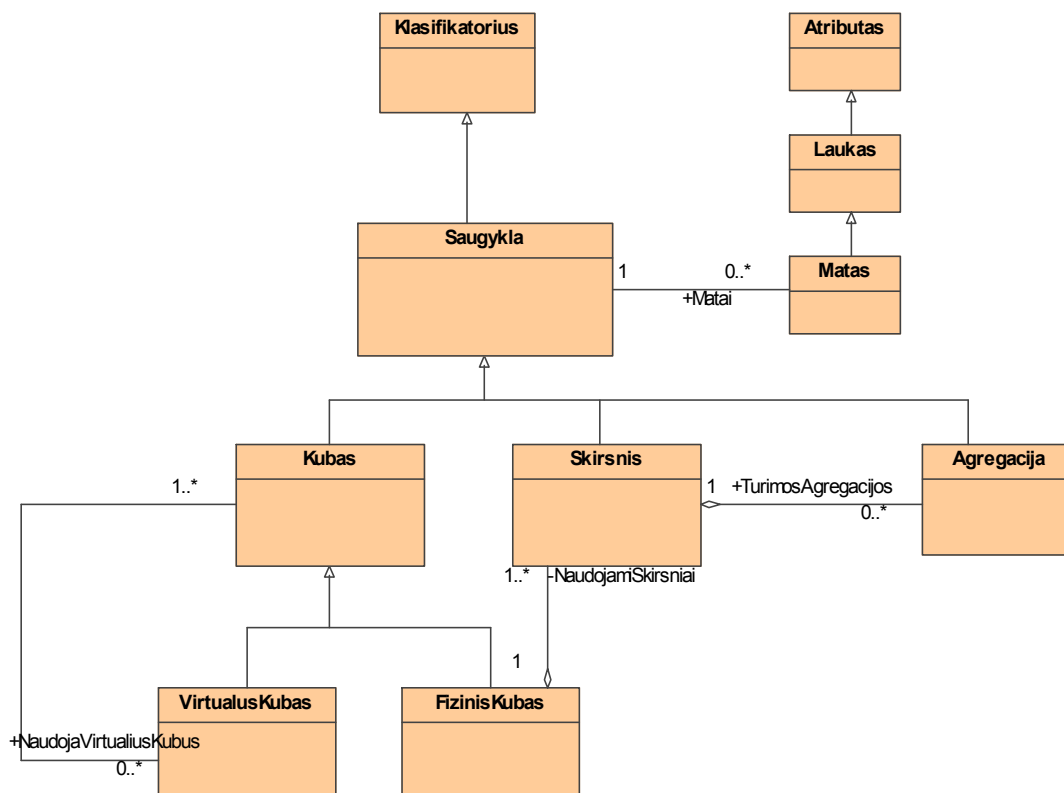 Klasifikatorius
Atributas
Laukas
Saugykla
Matas
1
0..*
+Matai
Kubas
Skirsnis
Agregacija
1..*
1
+TurimosAgregacijos
0..*
1..*
-NaudojamiSkirsniai
1
VirtualusKubas
FizinisKubas
+NaudojaVirtualiusKubus
0..*